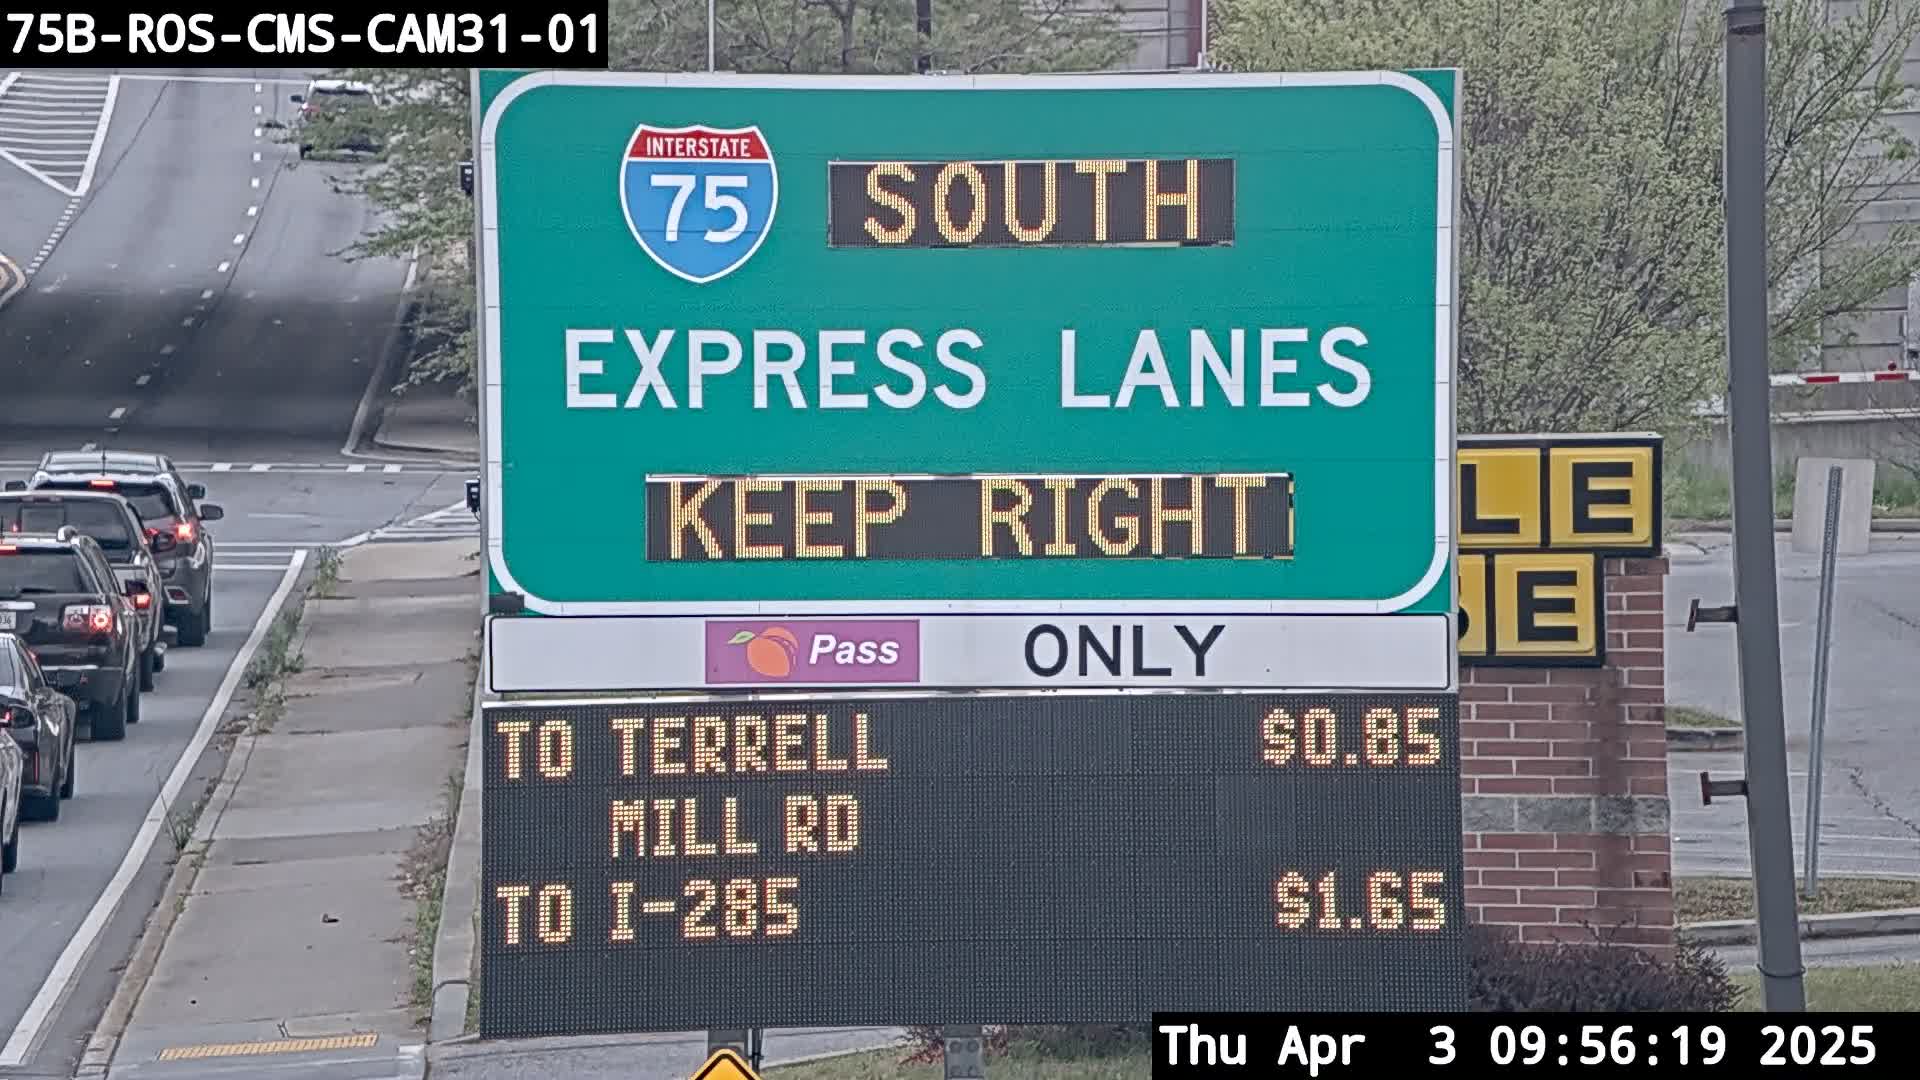 75B-ROS-CMS-CAM31-01
INTERSTATE
75
SOUTH
EXPRESS LANES
KEEP RIGHT
Pass ONLY
TO TERRELL $0.85
MILL RD
TO I-285 $1.65
LE
E
Thu Apr 3 09:56:19 2025